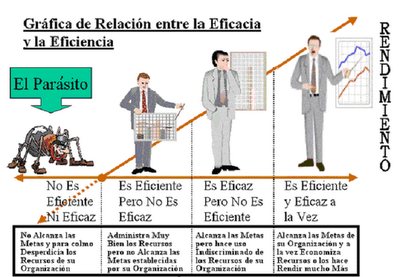 Gráfica de Relación entre la Eficacia
y la Eficiencia
El Parásito
RENDIMIENTO
No Es
Eficiente
Ni Eficaz
Es Eficiente
Pero No Es
Eficaz
Es Eficaz
Pero No Es
Eficiente
Es Eficiente
y Eficaz a
la Vez
No Alcanza las
Metas y para colmo
Desperdicia los
Recursos de su
Organización
Administra Muy
Bien los Recursos
pero no Alcanza las
Metas establecidas
por su Organización
Alcanza las Metas
pero hace uso
Indiscriminado de
los Recursos de su
Organización
Alcanza las Metas de
su Organización y a
la vez Economiza
Recursos o los hace
Rendir mucho Más